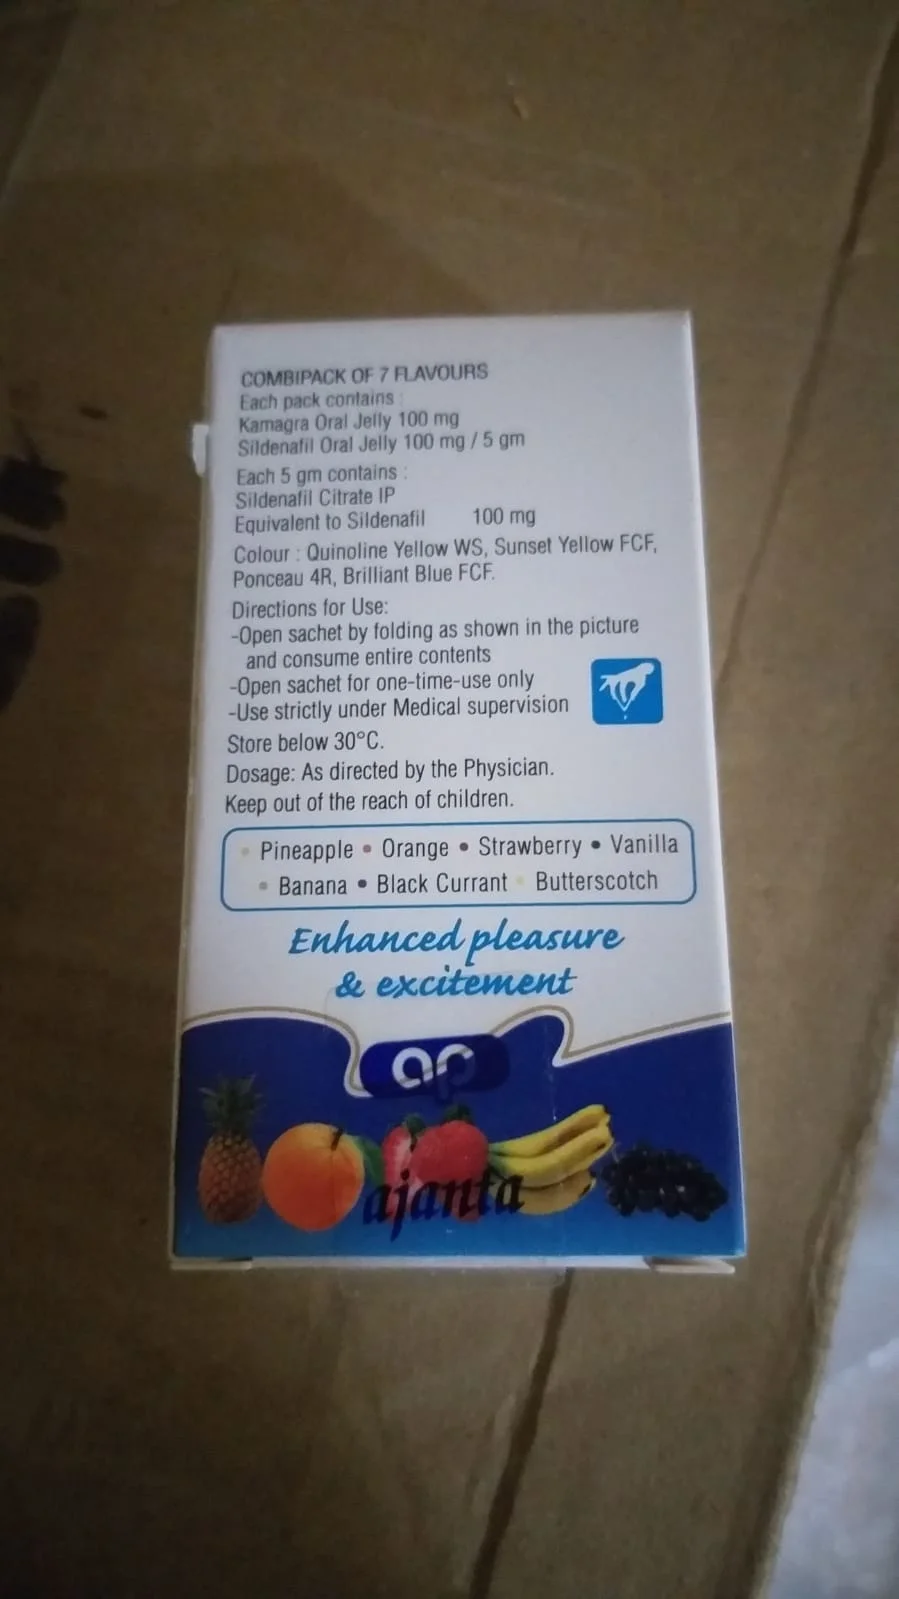 COMBIPACK OF 7 FLAVOURS
Each pack contains :
Kamagra Oral Jelly 100 mg
Sildenafil Oral Jelly 100 mg / 5 gm
Each 5 gm contains :
Sildenafil Citrate IP
Equivalent to Sildenafil 100 mg
Colour : Quinoline Yellow WS, Sunset Yellow FCF,
Ponceau 4R, Brilliant Blue FCF.
Directions for Use:
-Open sachet by folding as shown in the picture
and consume entire contents
-Open sachet for one-time-use only
-Use strictly under Medical supervision
Store below 30°C.
Dosage: As directed by the Physician.
Keep out of the reach of children.
• Pineapple • Orange • Strawberry • Vanilla
• Banana • Black Currant • Butterscotch
Enhanced pleasure
& excitement
ap
ajanta